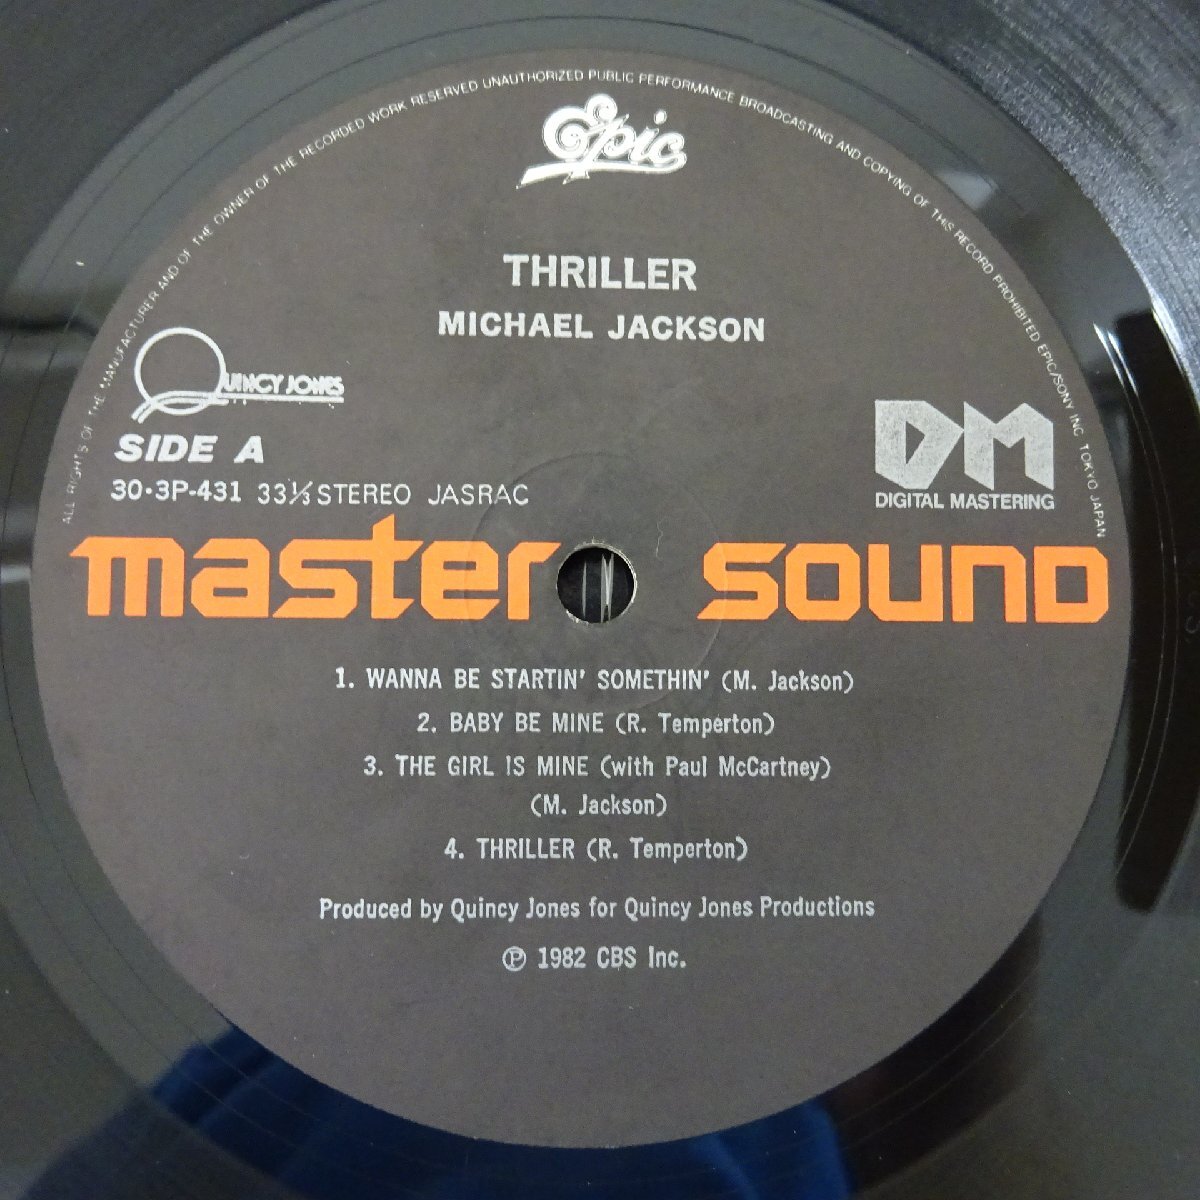 ALL RIGHTS OF THE MANUFACTURER AND OF THE OWNER OF THE RECORDED WORK RESERVED UNAUTHORIZED PUBLIC PERFORMANCE BROADCASTING AND COPYING OF THIS RECORD PROHIBITED EPIC/SONY INC. TOKYO JAPAN
Epic
THRILLER
MICHAEL JACKSON
QUINCY JONES
SIDE A
30・3P-431 33⅓ STEREO JASRAC
DM
DIGITAL MASTERING
master sound
1. WANNA BE STARTIN' SOMETHIN' (M. Jackson)
2. BABY BE MINE (R. Temperton)
3. THE GIRL IS MINE (with Paul McCartney)
(M. Jackson)
4. THRILLER (R. Temperton)
Produced by Quincy Jones for Quincy Jones Productions
Ⓟ 1982 CBS Inc.